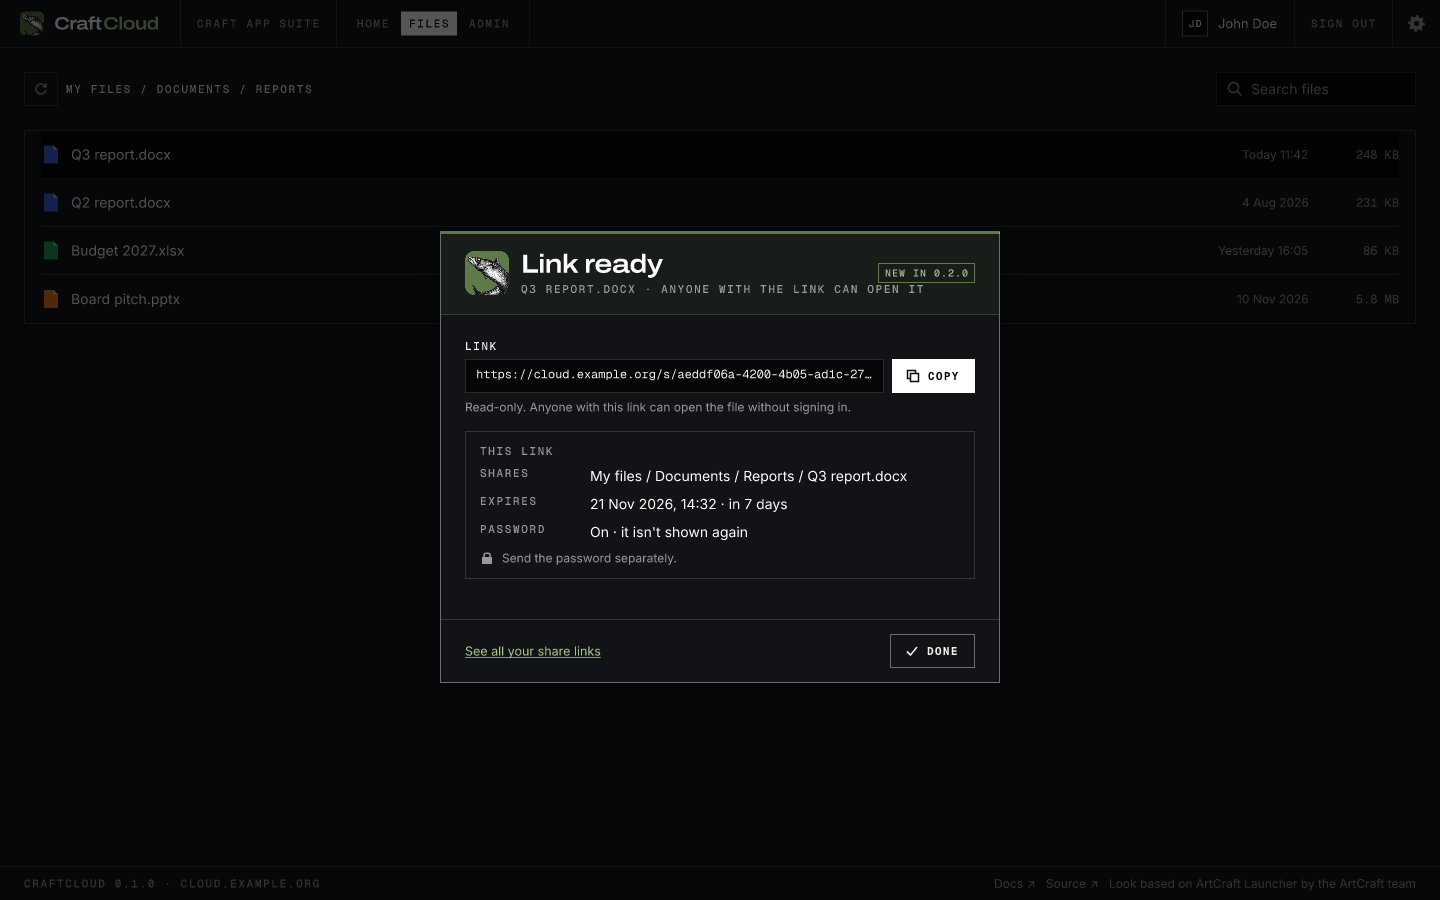 CraftCloud CRAFT APP SUITE HOME FILES ADMIN JD John Doe SIGN OUT
MY FILES / DOCUMENTS / REPORTS Search files
Q3 report.docx Today 11:42 248 KB
Q2 report.docx 4 Aug 2026 231 KB
Budget 2027.xlsx Yesterday 16:05 86 KB
Board pitch.pptx 10 Nov 2026 5.8 MB
Link ready
NEW IN 0.2.0
Q3 REPORT.DOCX · ANYONE WITH THE LINK CAN OPEN IT
LINK
https://cloud.example.org/s/aeddf06a-4200-4b05-ad1c-27… COPY
Read-only. Anyone with this link can open the file without signing in.
THIS LINK
SHARES My files / Documents / Reports / Q3 report.docx
EXPIRES 21 Nov 2026, 14:32 · in 7 days
PASSWORD On · it isn't shown again
Send the password separately.
See all your share links DONE
CRAFTCLOUD 0.1.0 · CLOUD.EXAMPLE.ORG Docs ↗ Source ↗ Look based on ArtCraft Launcher by the ArtCraft team